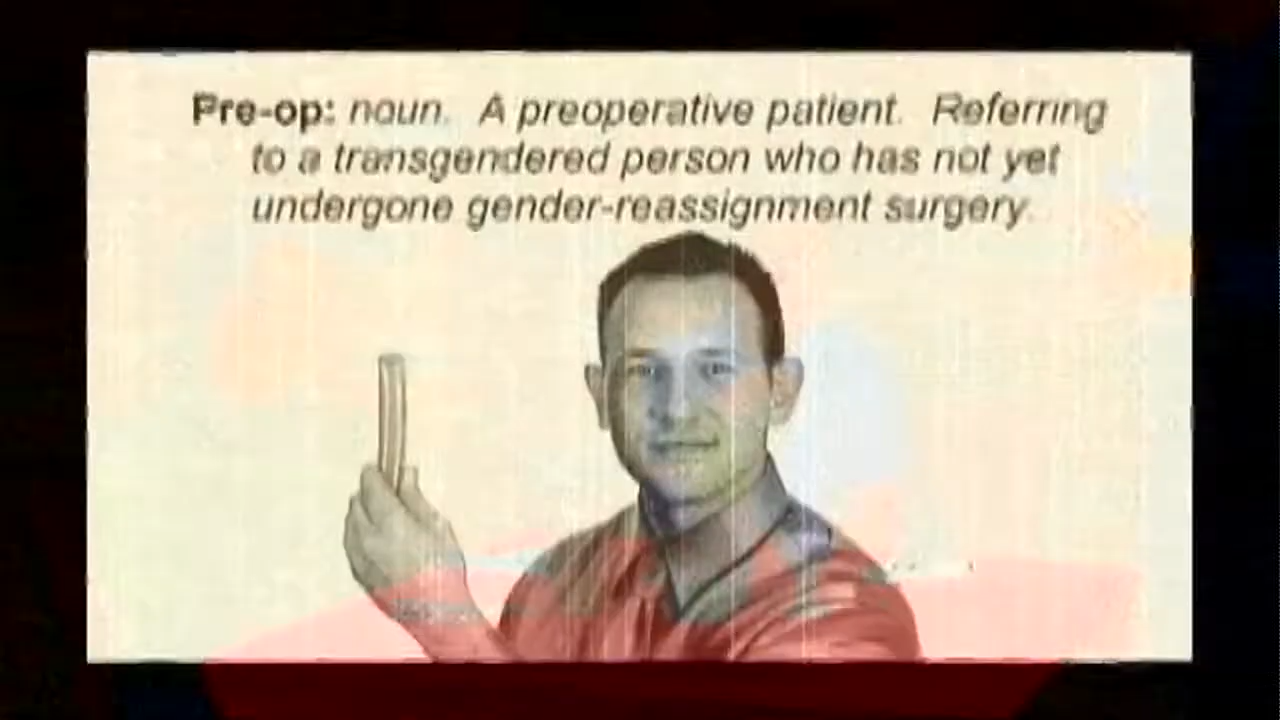 Pre-op: noun. A preoperative patient. Referring
to a transgendered person who has not yet
undergone gender-reassignment surgery.